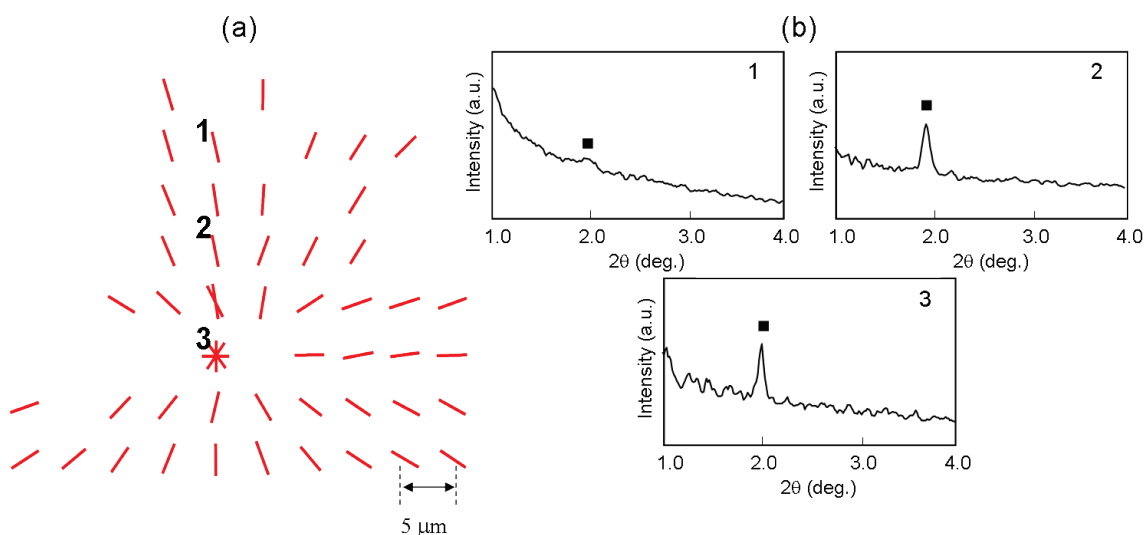 (a)
1
2
3
5 μm
(b)
1
Intensity (a.u.)
1.0 2.0 3.0 4.0
2θ (deg.)
2
Intensity (a.u.)
1.0 2.0 3.0 4.0
2θ (deg.)
3
Intensity (a.u.)
1.0 2.0 3.0 4.0
2θ (deg.)